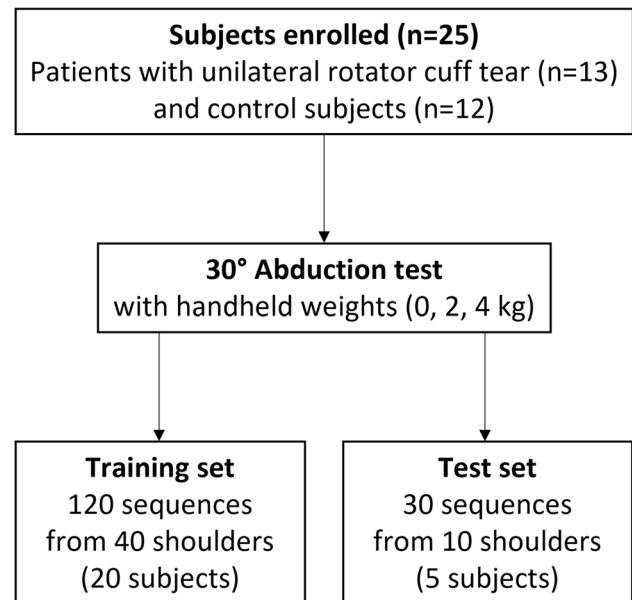 Subjects enrolled (n=25)
Patients with unilateral rotator cuff tear (n=13)
and control subjects (n=12)
30° Abduction test
with handheld weights (0, 2, 4 kg)
Training set
120 sequences
from 40 shoulders
(20 subjects)
Test set
30 sequences
from 10 shoulders
(5 subjects)